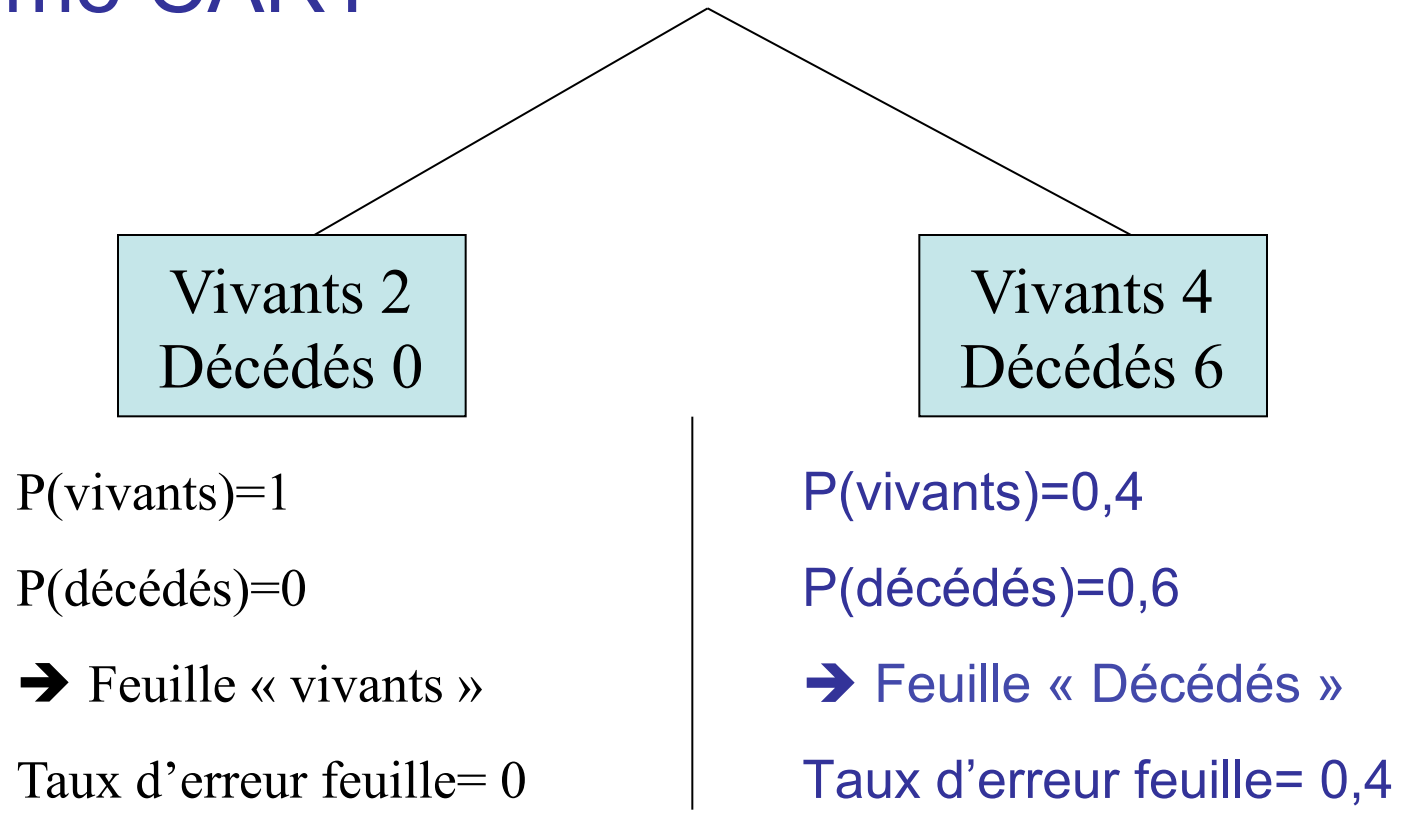 CART
Vivants 2
Décédés 0
Vivants 4
Décédés 6
P(vivants)=1
P(décédés)=0
➔ Feuille « vivants »
Taux d’erreur feuille= 0
P(vivants)=0,4
P(décédés)=0,6
➔ Feuille « Décédés »
Taux d’erreur feuille= 0,4